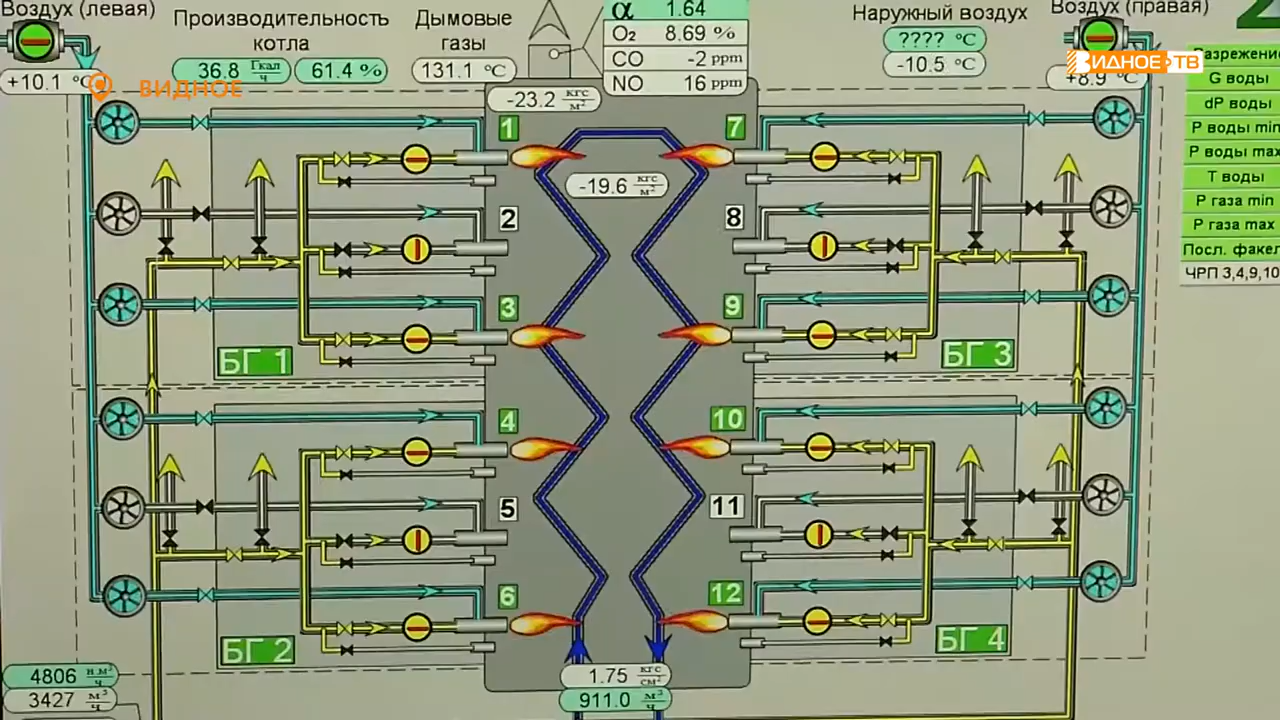 Воздух (левая)
Производительность
котла
Дымовые
газы
α 1.64
O₂ 8.69 %
CO -2 ppm
NO 16 ppm
Наружный воздух
Воздух (правая)
+10.1 °C
36.8 Гкал/ч
61.4 %
131.1 °C
???? °C
-10.5 °C
+8.9 °C
ВИДНОЕ-ТВ
ВИДНОЕ
-23.2 кгс/м²
-19.6 кгс/м²
Разрежение
G воды
dP воды
P воды min
P воды max
T воды
P газа min
P газа max
Посл. факел
ЧРП 3,4,9,10
1
7
2
8
3
9
БГ 1
БГ 3
4
10
5
11
6
12
БГ 2
БГ 4
4806 н.м³/ч
3427 м³/ч
1.75 кгс/см²
911.0 м³/ч